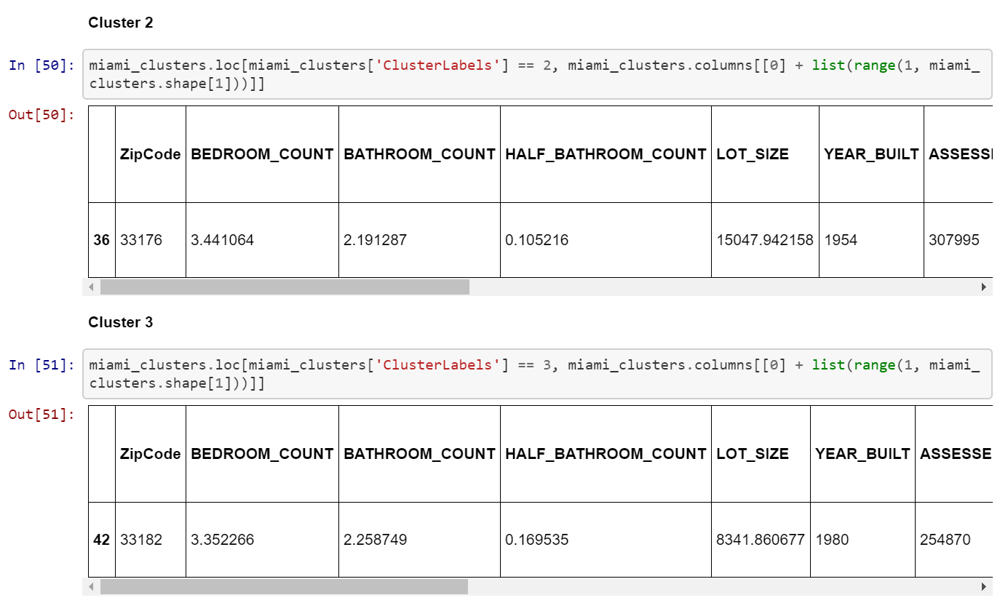 Cluster 2
In [50]: miami_clusters.loc[miami_clusters['ClusterLabels'] == 2, miami_clusters.columns[[0] + list(range(1, miami_
clusters.shape[1]))]]
Out[50]:
ZipCode BEDROOM_COUNT BATHROOM_COUNT HALF_BATHROOM_COUNT LOT_SIZE YEAR_BUILT ASSESSI
36 33176 3.441064 2.191287 0.105216 15047.942158 1954 307995
Cluster 3
In [51]: miami_clusters.loc[miami_clusters['ClusterLabels'] == 3, miami_clusters.columns[[0] + list(range(1, miami_
clusters.shape[1]))]]
Out[51]:
ZipCode BEDROOM_COUNT BATHROOM_COUNT HALF_BATHROOM_COUNT LOT_SIZE YEAR_BUILT ASSESSE
42 33182 3.352266 2.258749 0.169535 8341.860677 1980 254870